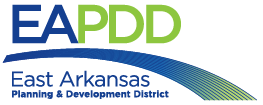 EAPDD
East Arkansas
Planning & Development District